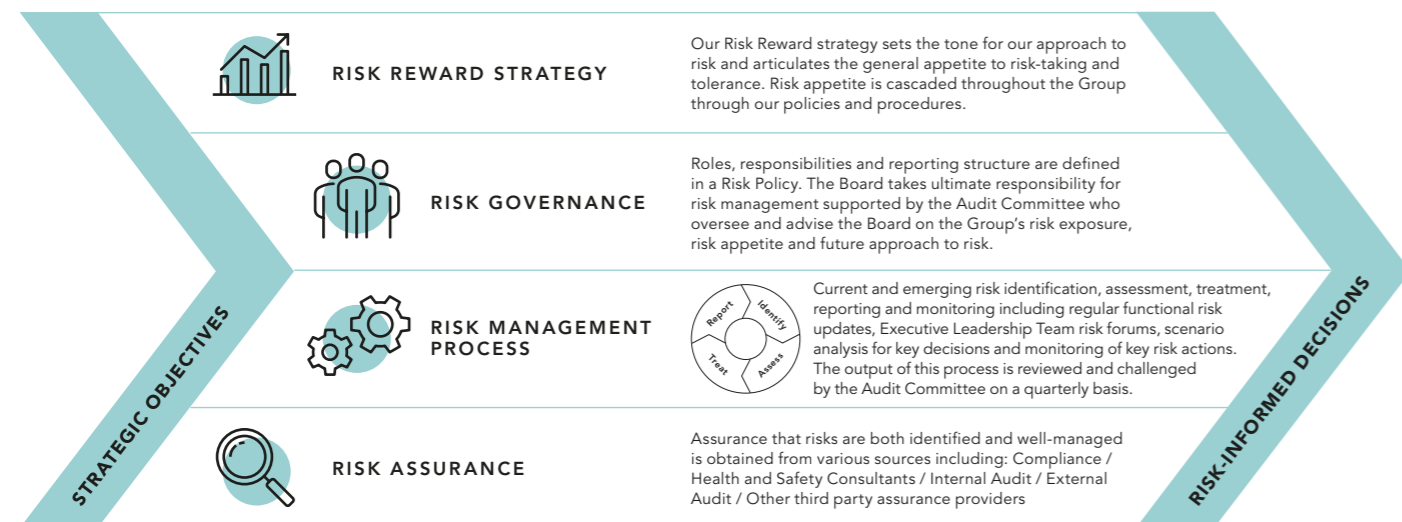 RISK REWARD STRATEGY
Our Risk Reward strategy sets the tone for our approach to
risk and articulates the general appetite to risk-taking and
tolerance. Risk appetite is cascaded throughout the Group
through our policies and procedures.
RISK GOVERNANCE
Roles, responsibilities and reporting structure are defined
in a Risk Policy. The Board takes ultimate responsibility for
risk management supported by the Audit Committee who
oversee and advise the Board on the Group's risk exposure,
risk appetite and future approach to risk.
STRATEGIC OBJECTIVES
RISK MANAGEMENT
PROCESS
Report
Identify
Assess
Treat
Current and emerging risk identification, assessment, treatment,
reporting and monitoring including regular functional risk
updates, Executive Leadership Team risk forums, scenario
analysis for key decisions and monitoring of key risk actions.
The output of this process is reviewed and challenged
by the Audit Committee on a quarterly basis.
RISK-INFORMED DECISIONS
RISK ASSURANCE
Assurance that risks are both identified and well-managed
is obtained from various sources including: Compliance /
Health and Safety Consultants / Internal Audit / External
Audit / Other third party assurance providers